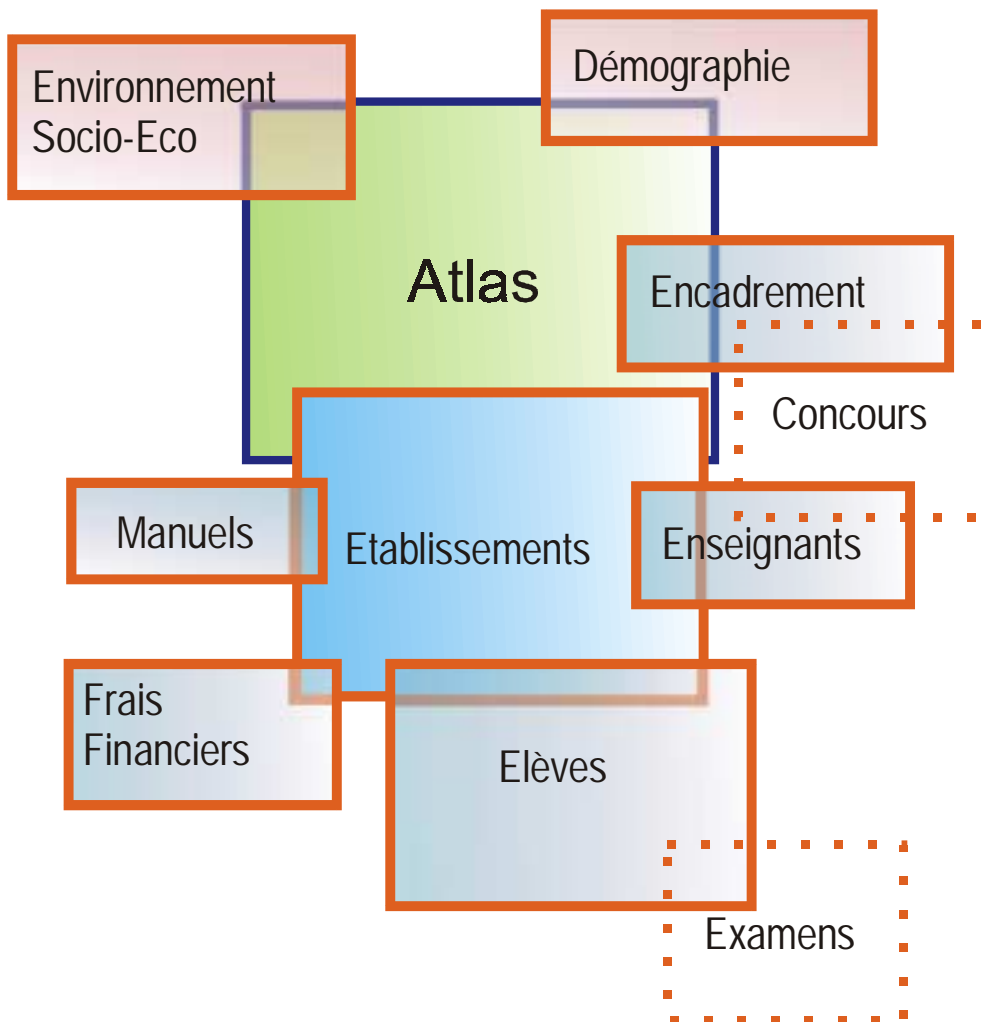 Environnement
Socio-Eco
Démographie
Atlas
Encadrement
Concours
Manuels
Etablissements
Enseignants
Frais
Financiers
Elèves
Examens